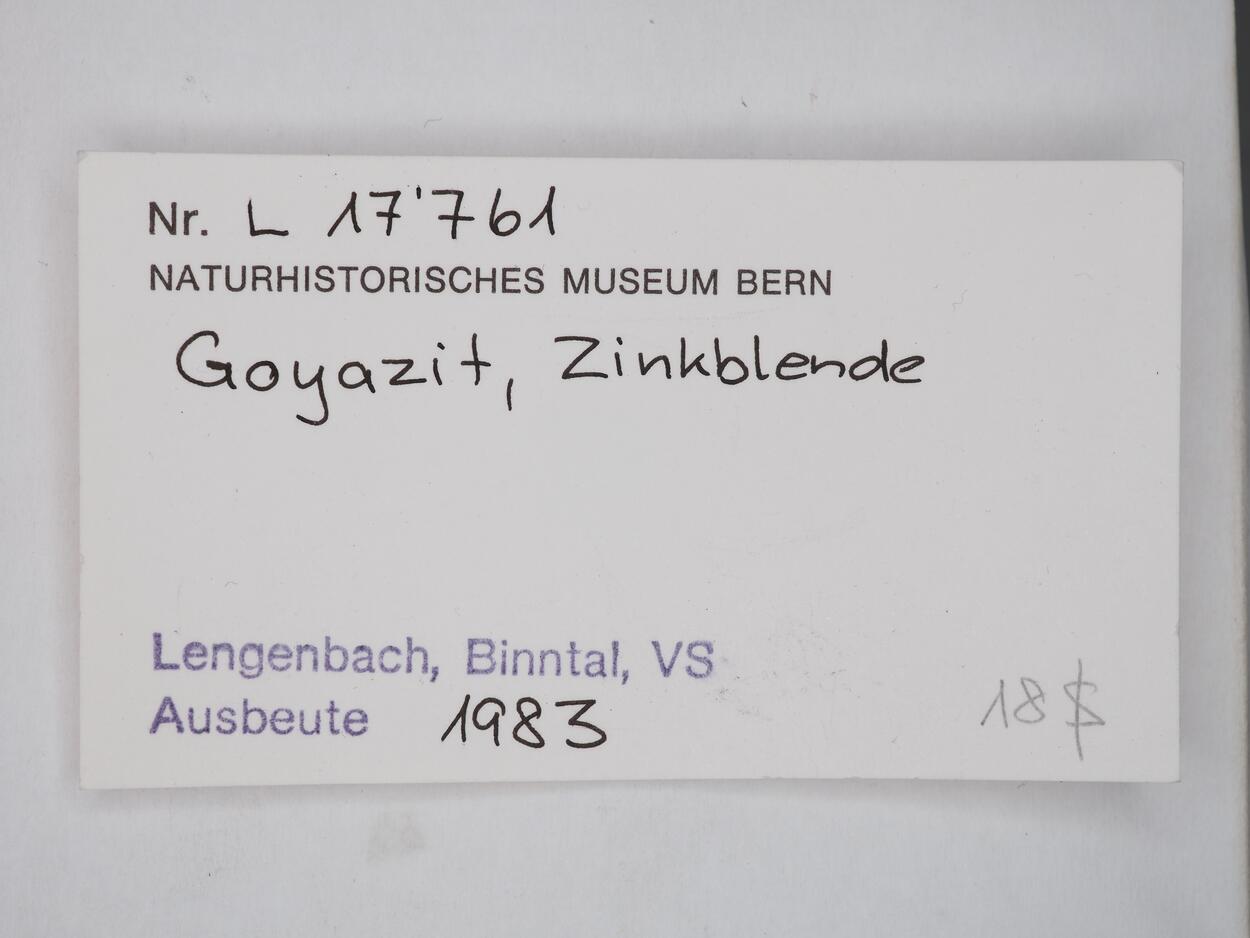 Nr. L 17'761
NATURHISTORISCHES MUSEUM BERN
Goyazit, Zinkblende
Lengenbach, Binntal, VS
Ausbeute 1983
18 $